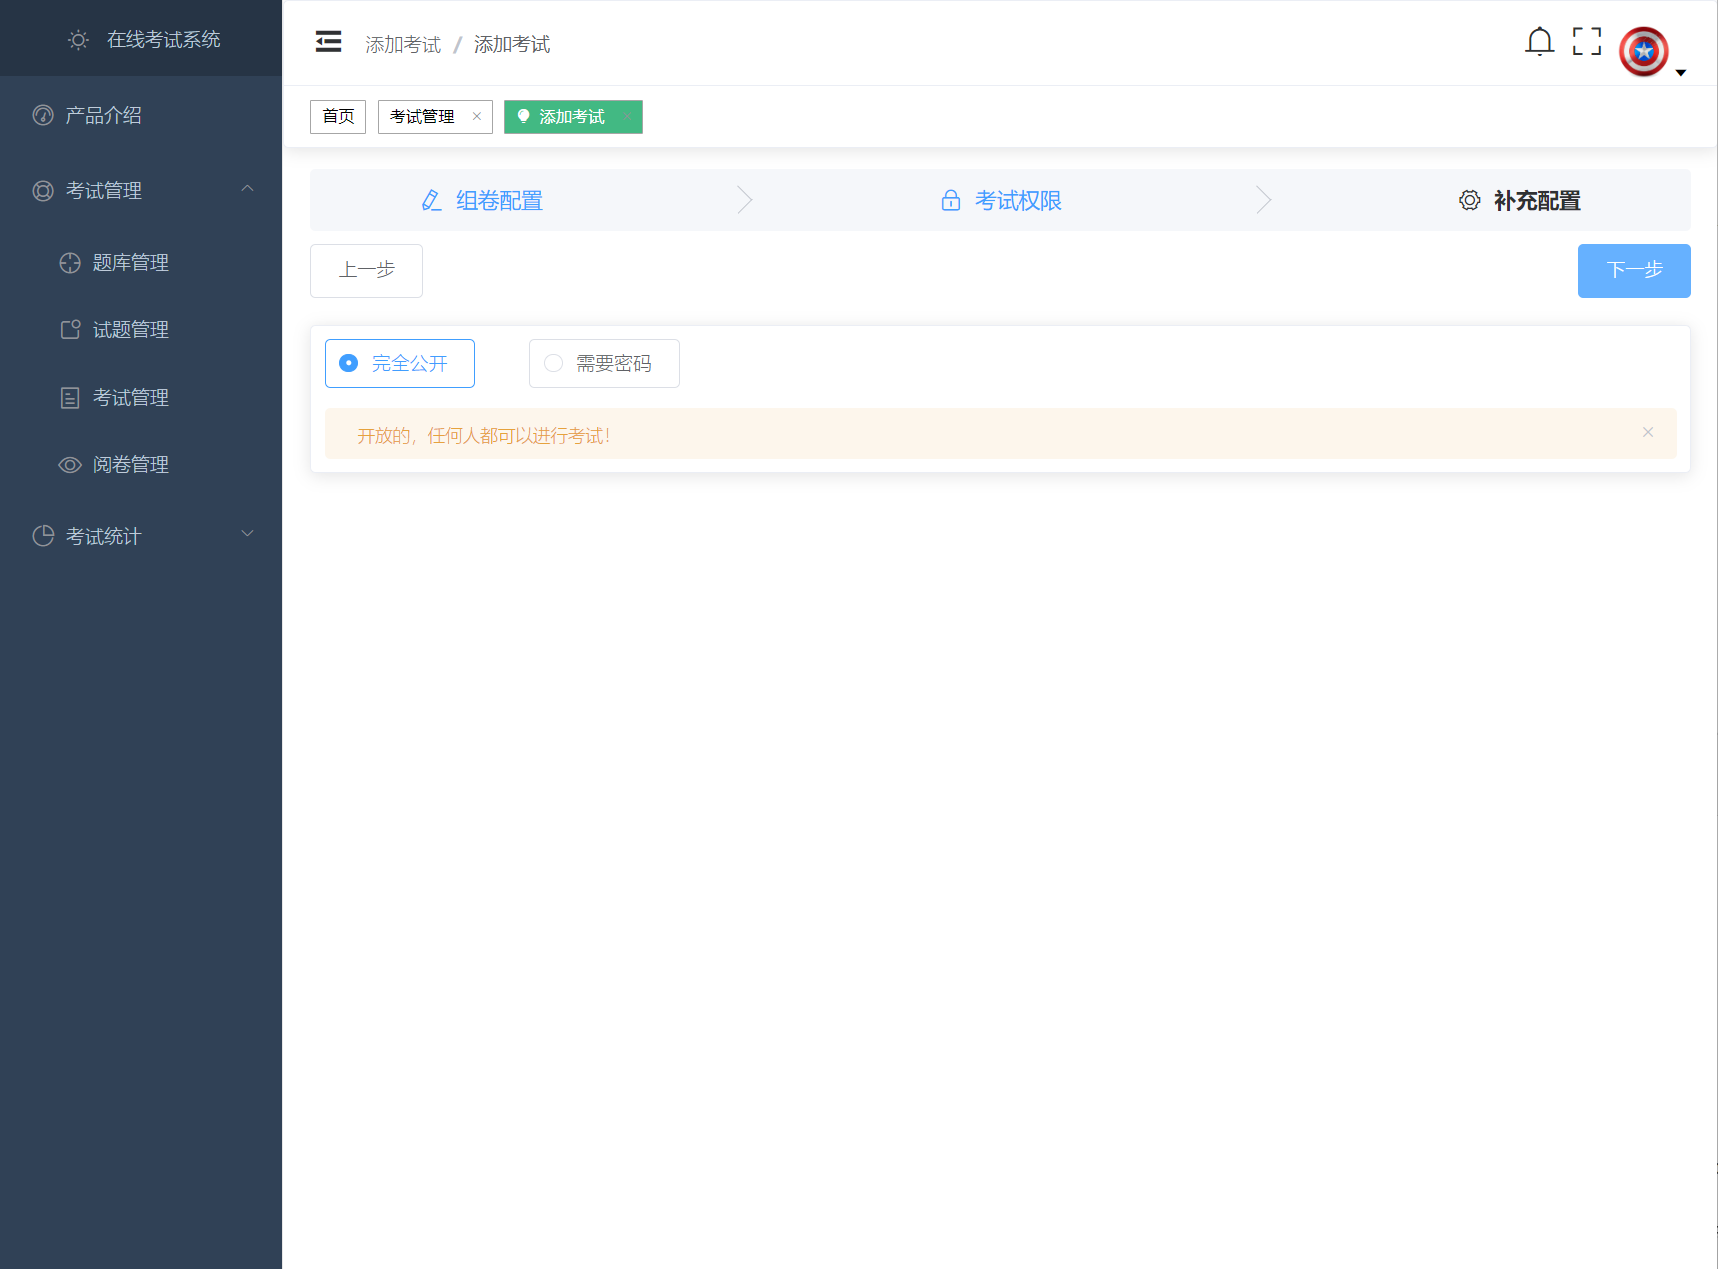 在线考试系统
产品介绍
考试管理
题库管理
试题管理
考试管理
阅卷管理
考试统计
添加考试 / 添加考试
首页 考试管理 添加考试
组卷配置 考试权限 补充配置
上一步 下一步
完全公开 需要密码
开放的，任何人都可以进行考试！